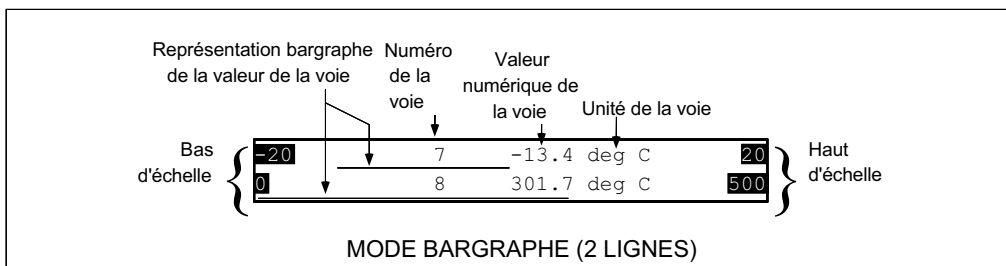 Représentation bargraphe
de la valeur de la voie
Numéro
de la
voie
Valeur
numérique de
la voie
Unité de la voie
Bas
d'échelle
-20 7 -13.4 deg C 20
0 8 301.7 deg C 500
Haut
d'échelle
MODE BARGRAPHE (2 LIGNES)